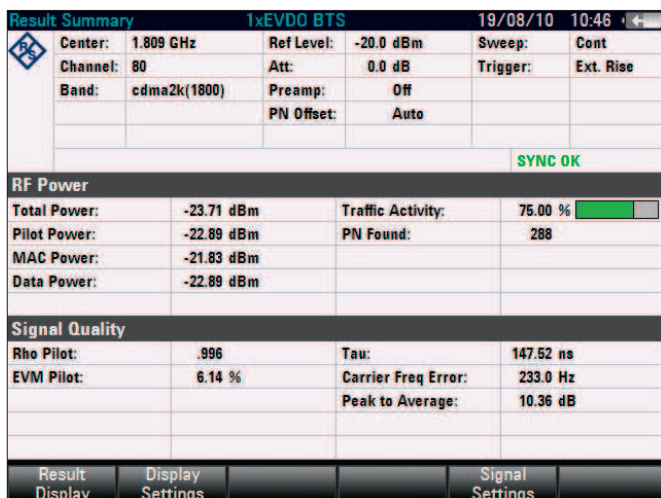 Result Summary 1xEVDO BTS 19/08/10 10:46
R&S Center: 1.809 GHz Ref Level: -20.0 dBm Sweep: Cont
Channel: 80 Att: 0.0 dB Trigger: Ext. Rise
Band: cdma2k(1800) Preamp: Off
PN Offset: Auto
SYNC OK
RF Power
Total Power: -23.71 dBm Traffic Activity: 75.00 %
Pilot Power: -22.89 dBm PN Found: 288
MAC Power: -21.83 dBm
Data Power: -22.89 dBm
Signal Quality
Rho Pilot: .996 Tau: 147.52 ns
EVM Pilot: 6.14 % Carrier Freq Error: 233.0 Hz
Peak to Average: 10.36 dB
Result Display Signal
Display Settings Settings